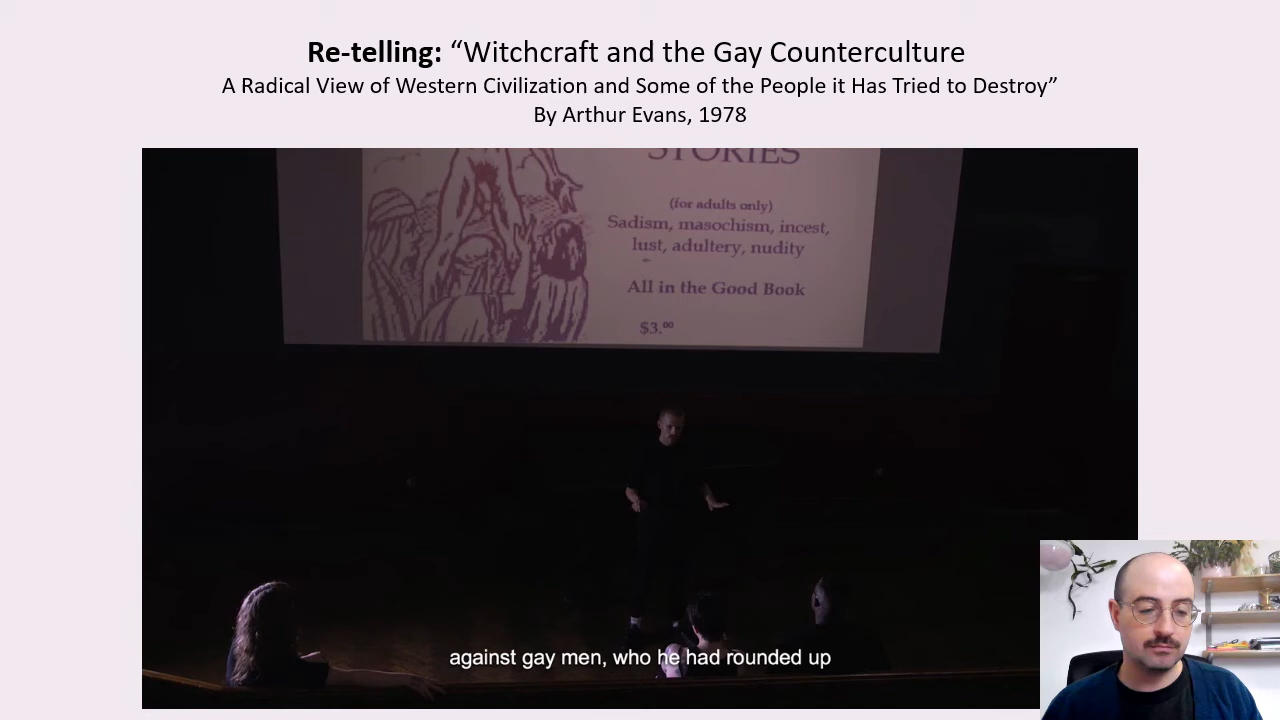 Re-telling: “Witchcraft and the Gay Counterculture
A Radical View of Western Civilization and Some of the People it Has Tried to Destroy”
By Arthur Evans, 1978
STORIES
(for adults only)
Sadism, masochism, incest,
lust, adultery, nudity
All in the Good Book
$3.00
against gay men, who he had rounded up